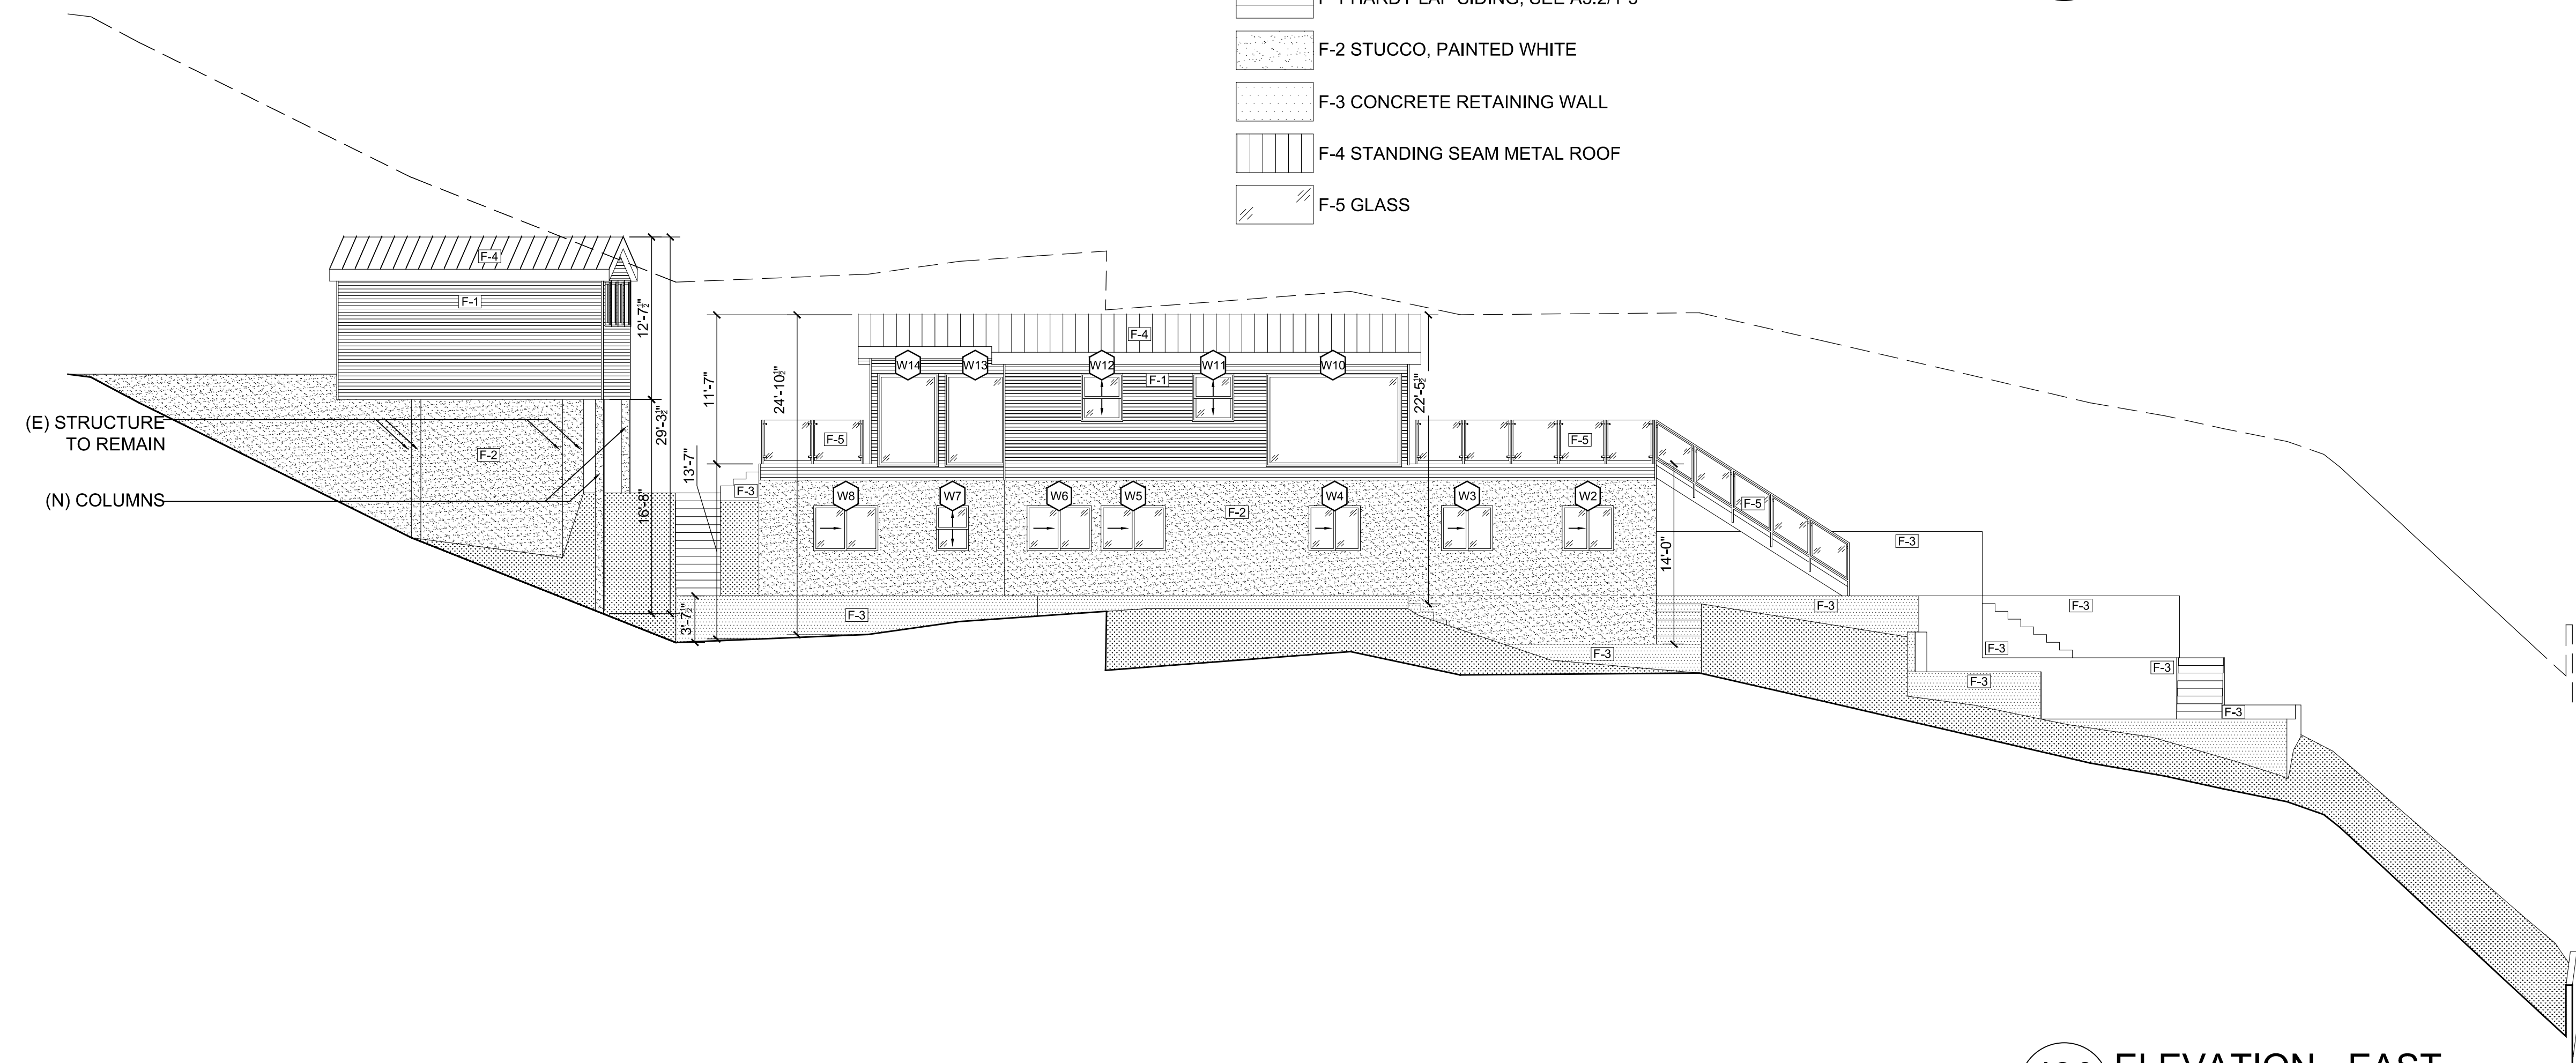 F-2 STUCCO, PAINTED WHITE
F-3 CONCRETE RETAINING WALL
F-4 STANDING SEAM METAL ROOF
F-5 GLASS
F-4
F-1
12'-7½"
29'-3½"
16'-8"
(E) STRUCTURE
TO REMAIN
(N) COLUMNS
F-2
11'-7"
24'-10½"
13'-7"
3'-7½"
F-4
W14
W13
W12
W11
W10
F-1
22'-5½"
F-5
F-5
F-5
F-3
W8
W7
W6
W5
F-2
W4
W3
W2
14'-0"
F-3
F-3
F-3
F-3
F-3
F-3
F-3
F-3
F-3
ELEVATION - EAST